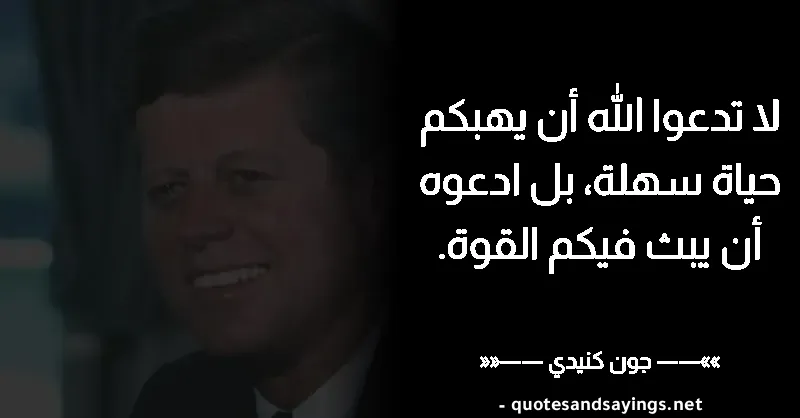 لا تدعوا الله أن يهبكم
حياة سهلة، بل ادعوه
أن يبث فيكم القوة.
»»——— جون كنيدي ———««
- quotesandsayings.net